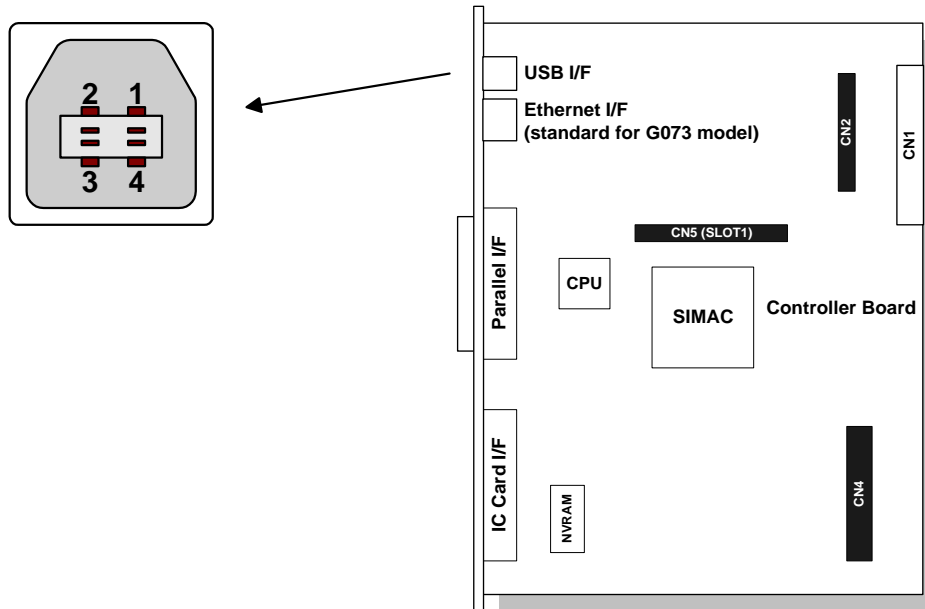 2 1
3 4
USB I/F
Ethernet I/F
(standard for G073 model)
CN2
CN1
CN5 (SLOT1)
Parallel I/F
CPU
SIMAC
Controller Board
IC Card I/F
NVRAM
CN4